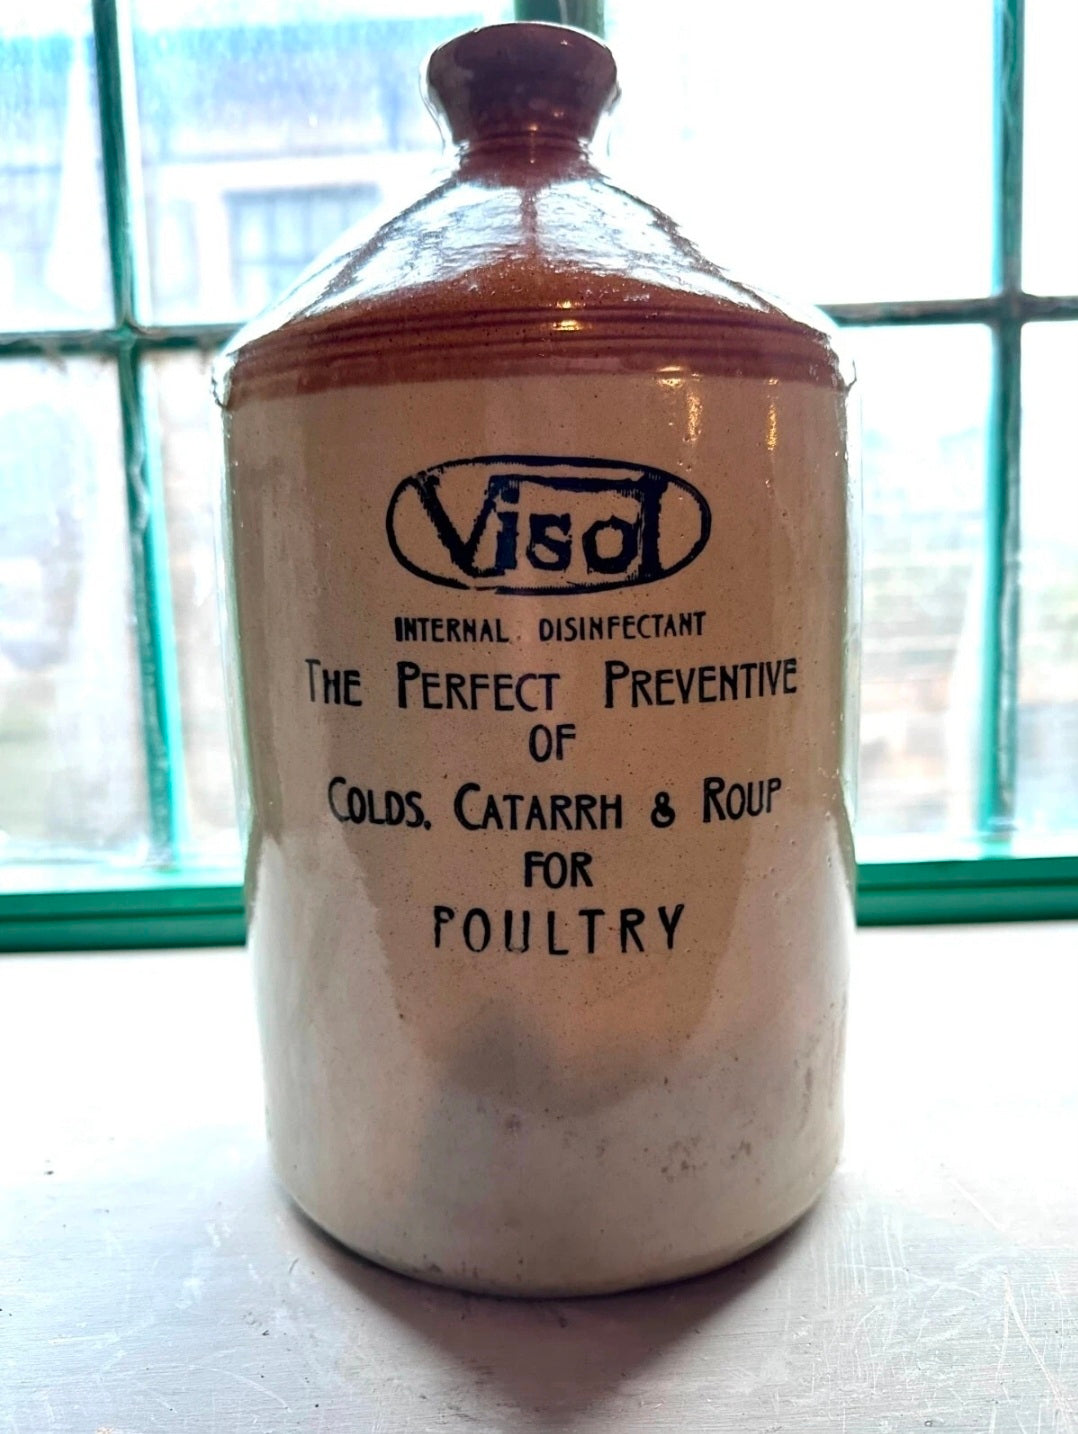 Visol
INTERNAL DISINFECTANT
THE PERFECT PREVENTIVE
OF
COLDS, CATARRH & ROUP
FOR
POULTRY